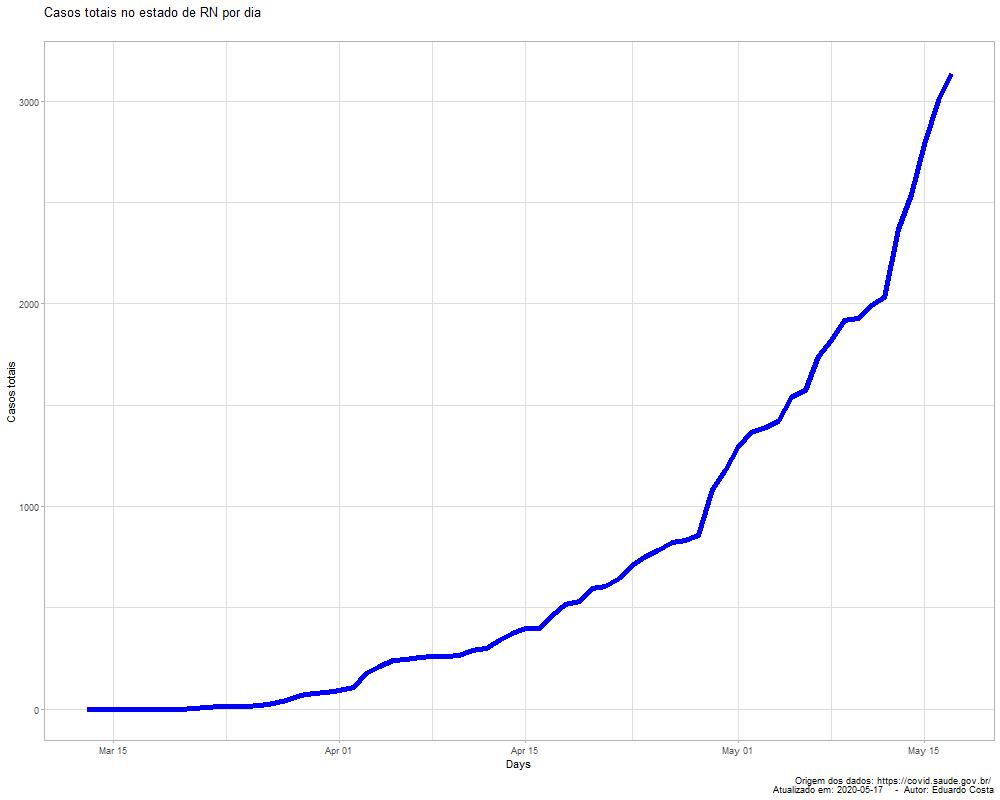 Casos totais no estado de RN por dia
3000
2000
1000
0
Casos totais
Mar 15
Apr 01
Apr 15
May 01
May 15
Days
Origem dos dados: https://covid.saude.gov.br/
Atualizado em: 2020-05-17 - Autor: Eduardo Costa